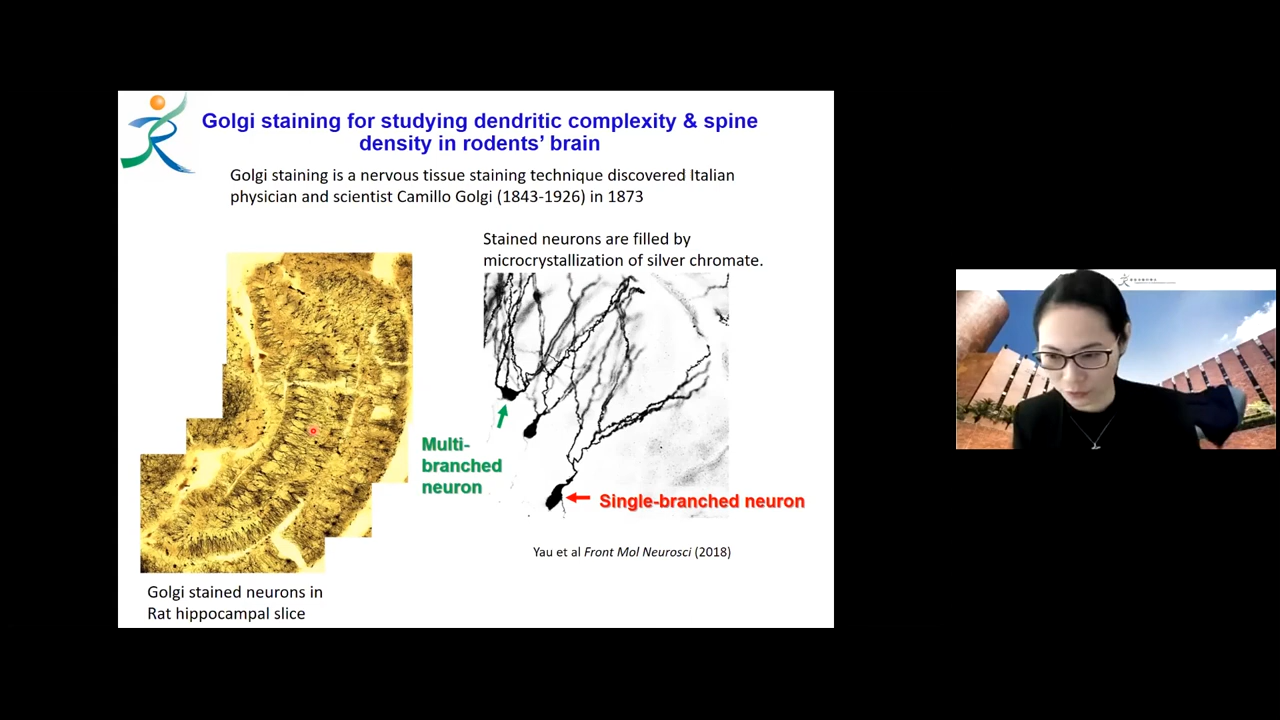 Golgi staining for studying dendritic complexity & spine
density in rodents’ brain
Golgi staining is a nervous tissue staining technique discovered Italian
physician and scientist Camillo Golgi (1843-1926) in 1873
Stained neurons are filled by
microcrystallization of silver chromate.
Multi-
branched
neuron
Single-branched neuron
Yau et al Front Mol Neurosci (2018)
Golgi stained neurons in
Rat hippocampal slice